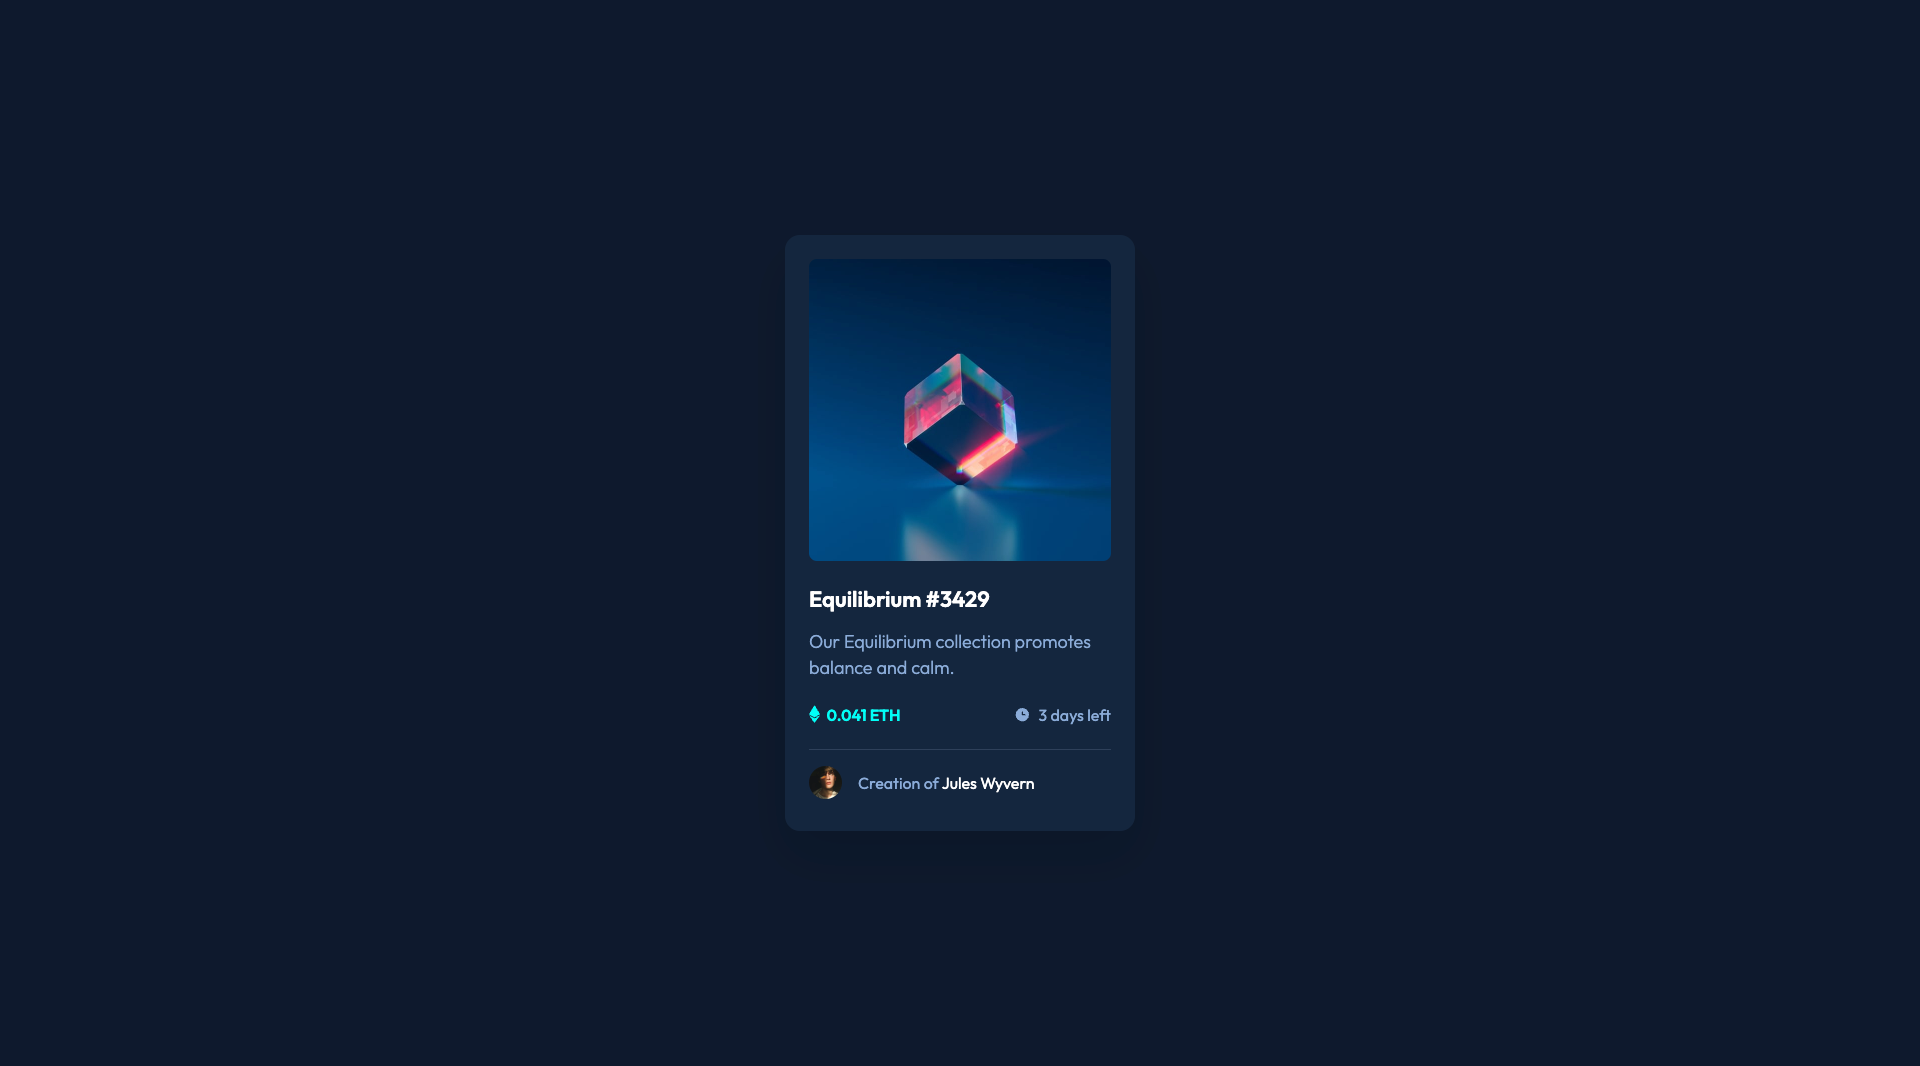 Equilibrium #3429
Our Equilibrium collection promotes
balance and calm.
0.041 ETH
3 days left
Creation of Jules Wyvern